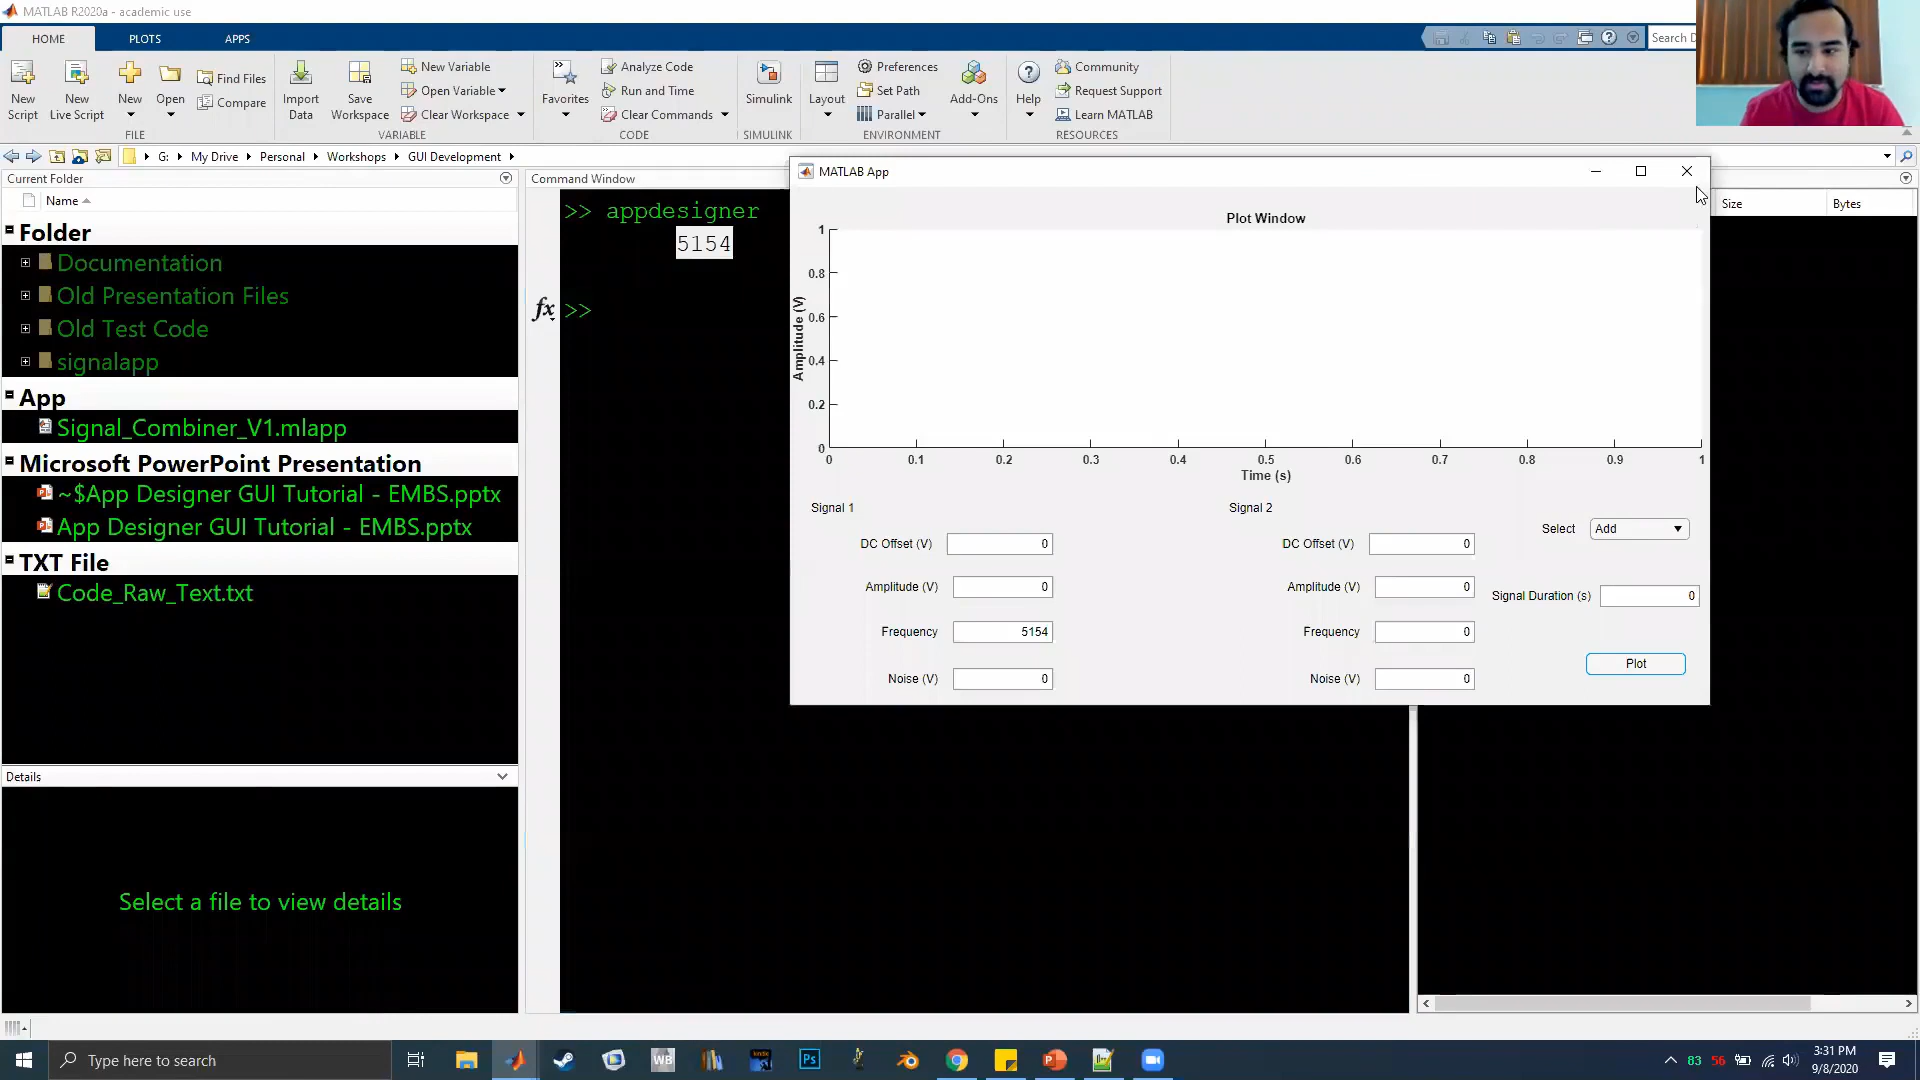 MATLAB R2020a - academic use
HOME PLOTS APPS
Search D
New Script
New Live Script
New
Open
Find Files
Compare
FILE
Import Data
Save Workspace
New Variable
Open Variable
Clear Workspace
VARIABLE
Favorites
Analyze Code
Run and Time
Clear Commands
CODE
Simulink
SIMULINK
Layout
Preferences
Set Path
Parallel
Add-Ons
ENVIRONMENT
Help
Community
Request Support
Learn MATLAB
RESOURCES
G: My Drive Personal Workshops GUI Development
Current Folder
Name
Folder
Documentation
Old Presentation Files
Old Test Code
signalapp
App
Signal_Combiner_V1.mlapp
Microsoft PowerPoint Presentation
~$App Designer GUI Tutorial - EMBS.pptx
App Designer GUI Tutorial - EMBS.pptx
TXT File
Code_Raw_Text.txt
Details
Select a file to view details
Command Window
>> appdesigner
5154
fx >>
MATLAB App
Plot Window
1
0.8
0.6
0.4
0.2
0
Amplitude (V)
0 0.1 0.2 0.3 0.4 0.5 0.6 0.7 0.8 0.9 1
Time (s)
Signal 1
DC Offset (V) 0
Amplitude (V) 0
Frequency 5154
Noise (V) 0
Signal 2
DC Offset (V) 0
Amplitude (V) 0
Frequency 0
Noise (V) 0
Select Add
Signal Duration (s) 0
Plot
Size Bytes
Type here to search
WB
kindle
Ps
83 56
3:31 PM
9/8/2020